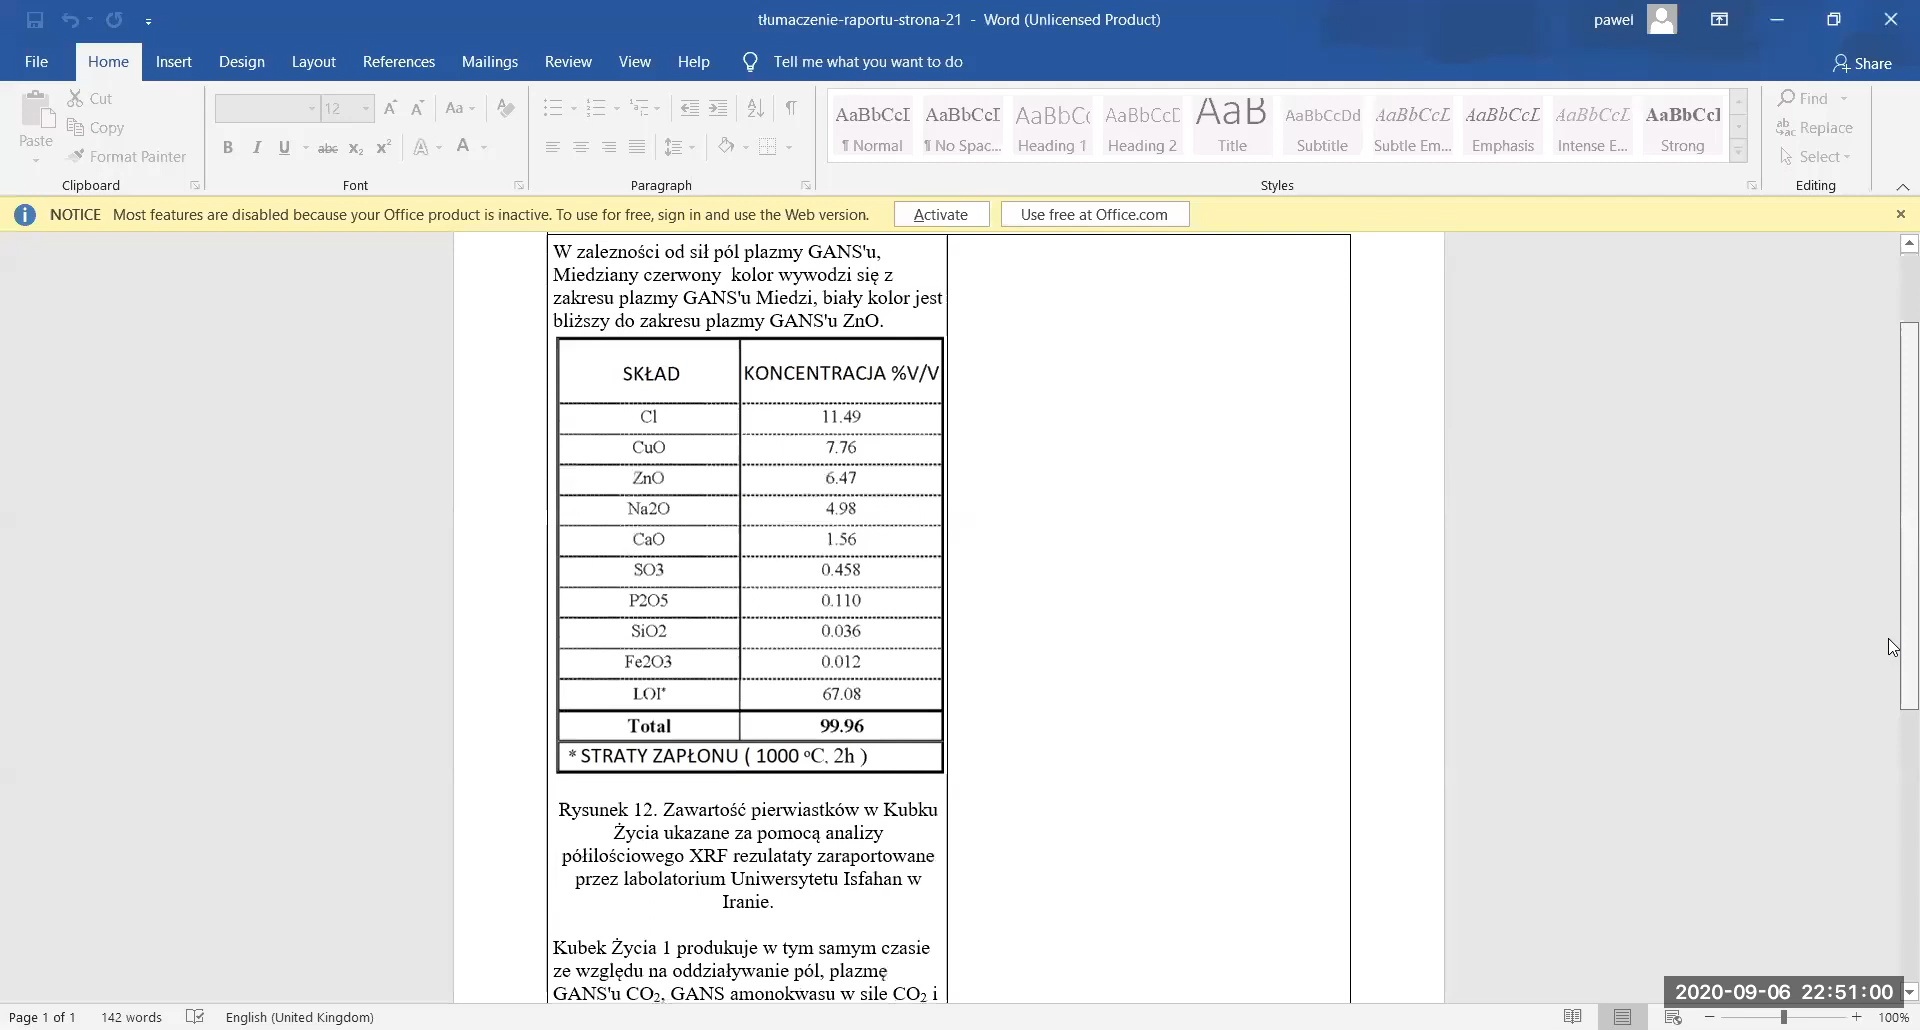 tłumaczenie-raportu-strona-21 - Word (Unlicensed Product)
pawel
File Home Insert Design Layout References Mailings Review View Help Tell me what you want to do
Share
Paste
Cut
Copy
Format Painter
Clipboard
12
Aa
B I U abc x₂ x²
A A
Font
Paragraph
AaBbCcI AaBbCcI AaBbCc AaBbCcL AaB AaBbCcDd AaBbCcL AaBbCcL AaBbCcL AaBbCcI
¶ Normal ¶ No Spac... Heading 1 Heading 2 Title Subtitle Subtle Em... Emphasis Intense E... Strong
Styles
Find
Replace
Select
Editing
NOTICE Most features are disabled because your Office product is inactive. To use for free, sign in and use the Web version. Activate Use free at Office.com
W zalezności od sił pól plazmy GANS'u,
Miedziany czerwony kolor wywodzi się z
zakresu plazmy GANS'u Miedzi, biały kolor jest
bliższy do zakresu plazmy GANS'u ZnO.
SKŁAD KONCENTRACJA %V/V
Cl 11.49
CuO 7.76
ZnO 6.47
Na2O 4.98
CaO 1.56
SO3 0.458
P2O5 0.110
SiO2 0.036
Fe2O3 0.012
LOI* 67.08
Total 99.96
* STRATY ZAPŁONU ( 1000 ᵒC, 2h )
Rysunek 12. Zawartość pierwiastków w Kubku
Życia ukazane za pomocą analizy
półilościowego XRF rezulataty zaraportowane
przez labolatorium Uniwersytetu Isfahan w
Iranie.
Kubek Życia 1 produkuje w tym samym czasie
ze względu na oddziaływanie pól, plazmę
GANS'u CO₂, GANS amonokwasu w sile CO₂ i
2020-09-06 22:51:00
Page 1 of 1 142 words English (United Kingdom) 100%